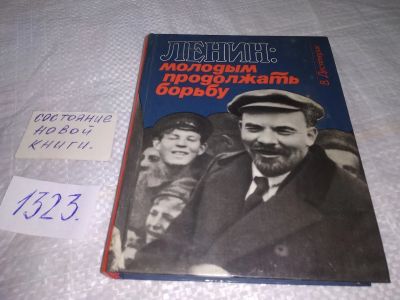 ЛЕНИН:
молодым
продолжать
борьбу
состояние
новой
книги.
1323.